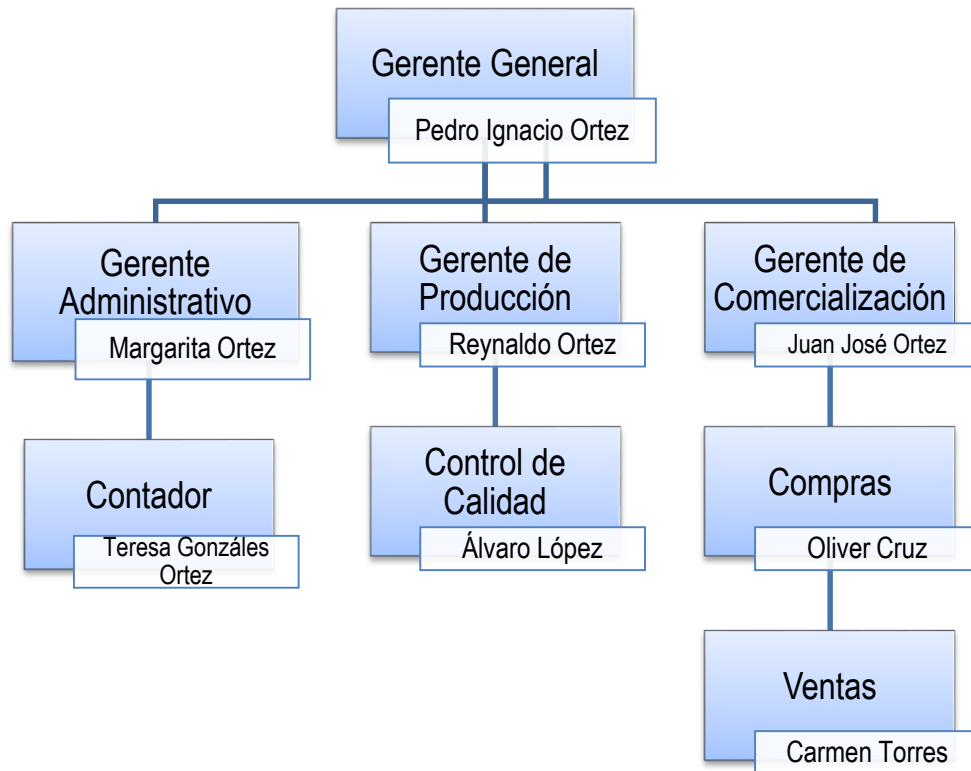 Gerente General
Pedro Ignacio Ortez
Gerente
Administrativo
Margarita Ortez
Gerente de
Producción
Reynaldo Ortez
Gerente de
Comercialización
Juan José Ortez
Contador
Teresa Gonzáles
Ortez
Control de
Calidad
Álvaro López
Compras
Oliver Cruz
Ventas
Carmen Torres